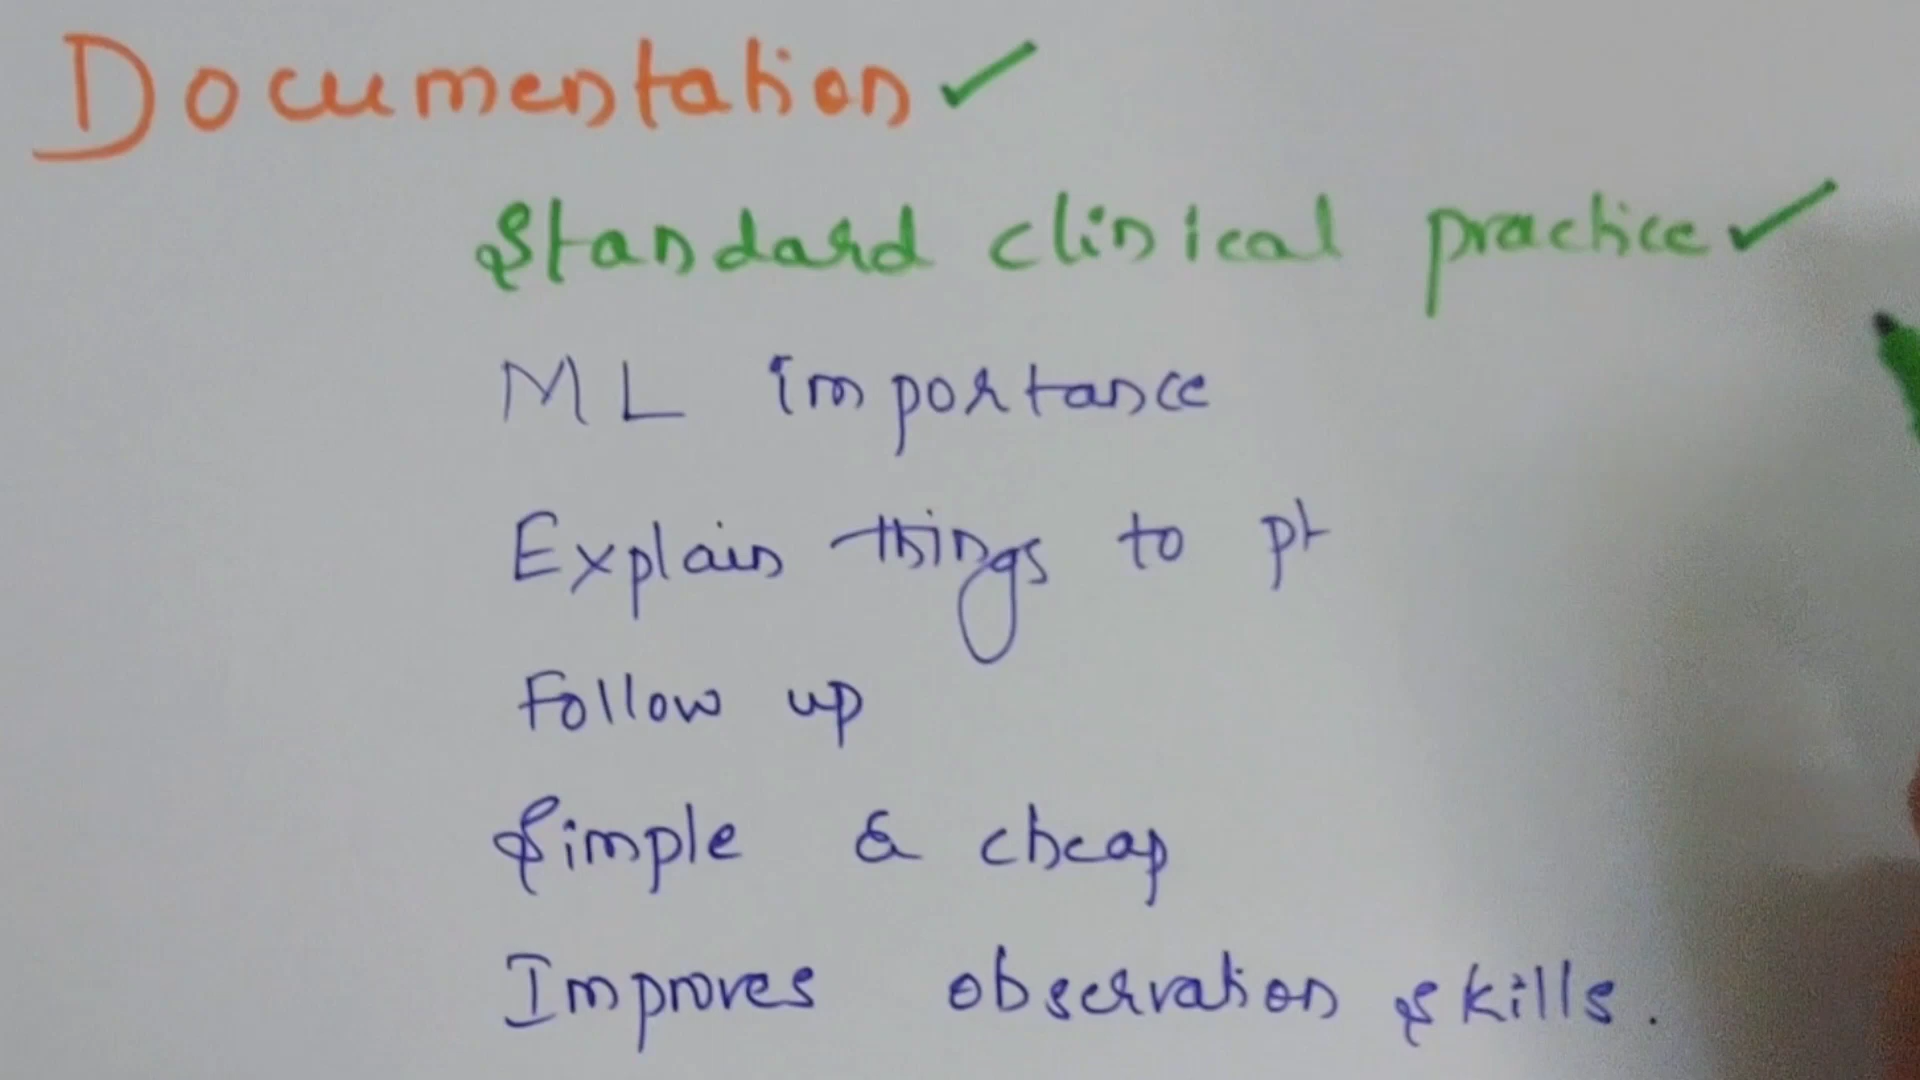 Documentation ✓
Standard clinical practice ✓
ML importance
Explain things to pt
Follow up
Simple & cheap
Improves observation skills.